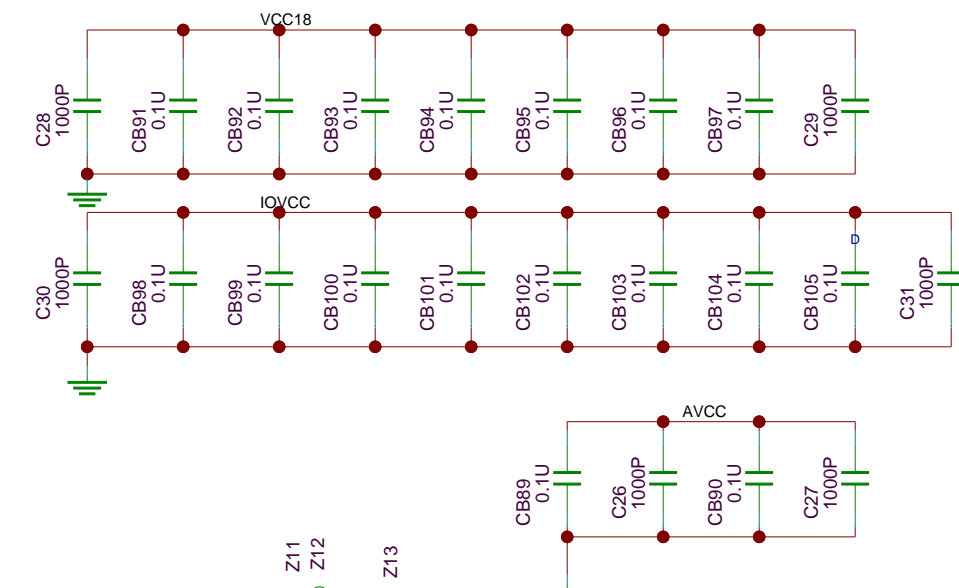 VCC18
C28
1000P
CB91
0.1U
CB92
0.1U
CB93
0.1U
CB94
0.1U
CB95
0.1U
CB96
0.1U
CB97
0.1U
C29
1000P
IOVCC
D
C30
1000P
CB98
0.1U
CB99
0.1U
CB100
0.1U
CB101
0.1U
CB102
0.1U
CB103
0.1U
CB104
0.1U
CB105
0.1U
C31
1000P
AVCC
CB89
0.1U
C26
1000P
CB90
0.1U
C27
1000P
Z11
Z12
Z13